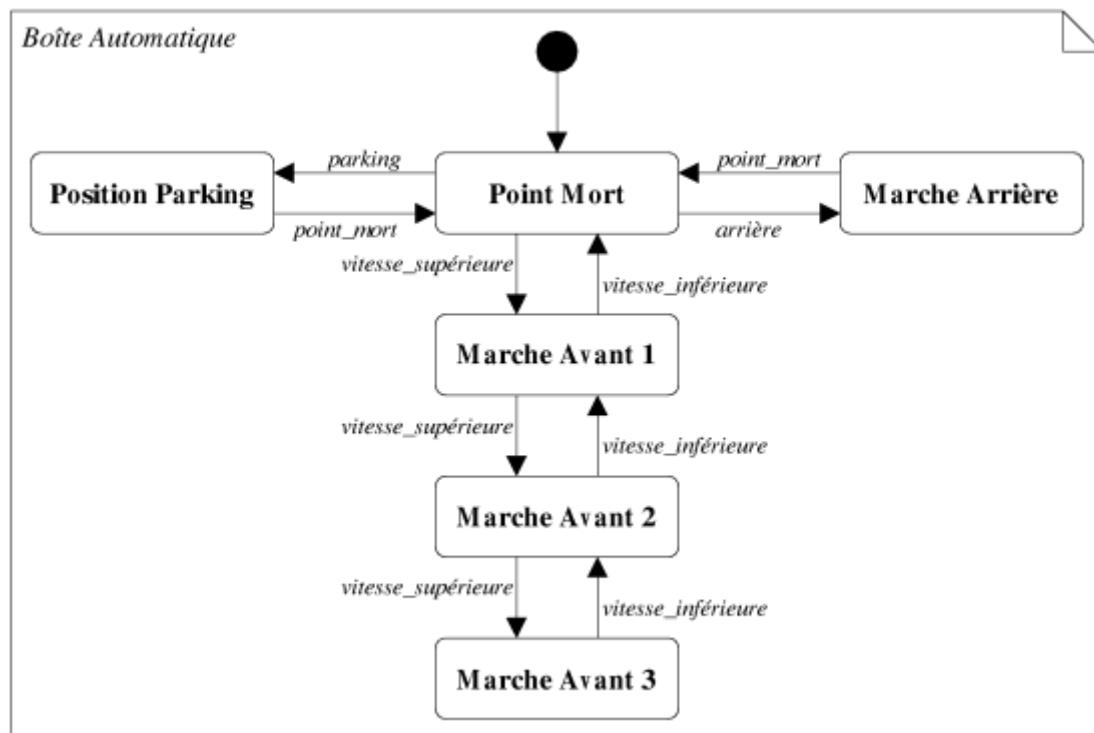 Boîte Automatique
parking
point_mort
Position Parking
Point Mort
Marche Arrière
point_mort
arrière
vitesse_supérieure
vitesse_inférieure
Marche Avant 1
vitesse_supérieure
vitesse_inférieure
Marche Avant 2
vitesse_supérieure
vitesse_inférieure
Marche Avant 3